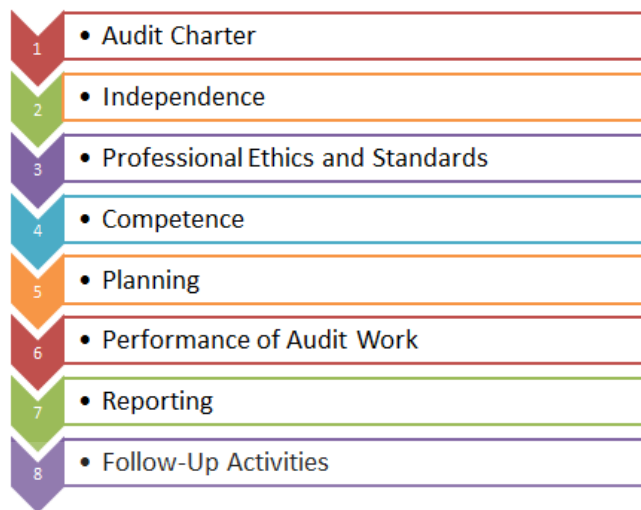 1 • Audit Charter
2 • Independence
3 • Professional Ethics and Standards
4 • Competence
5 • Planning
6 • Performance of Audit Work
7 • Reporting
8 • Follow-Up Activities